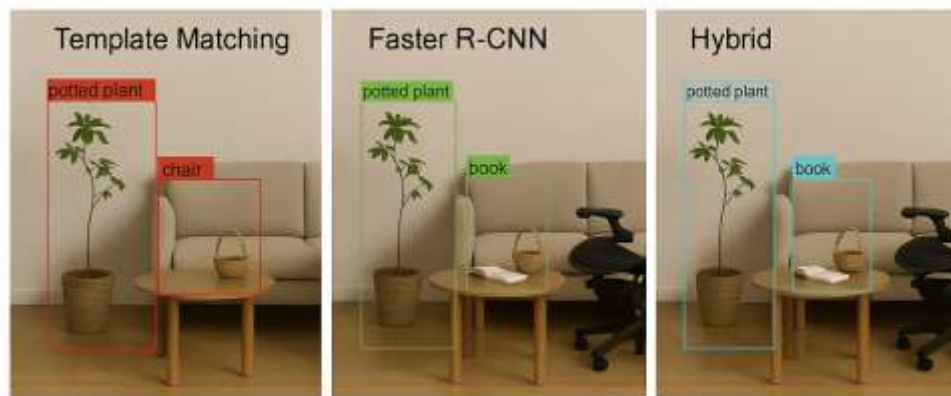 Template Matching
potted plant
chair
Faster R-CNN
potted plant
book
Hybrid
potted plant
book